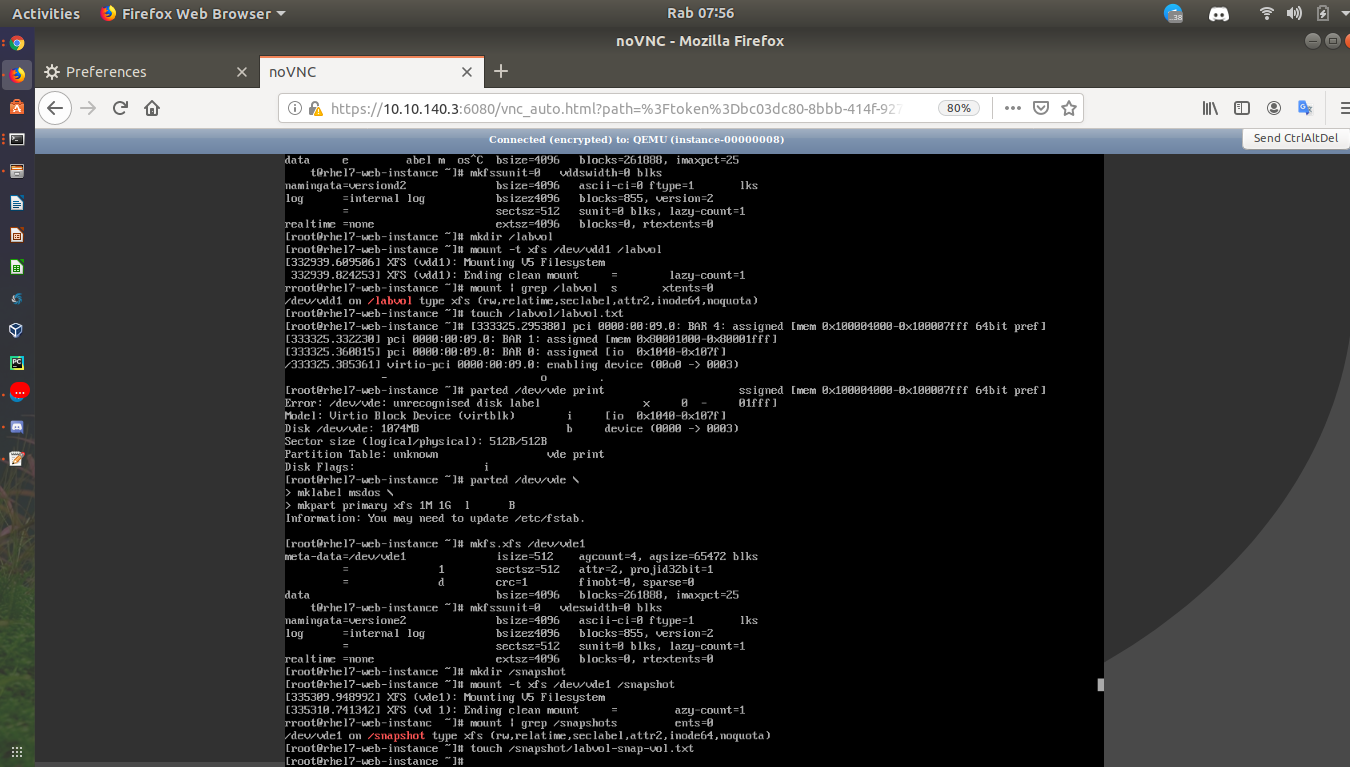 Activities Firefox Web Browser Rab 07:56 38
noVNC - Mozilla Firefox
Preferences noVNC
https://10.10.140.3:6080/vnc_auto.html?path=%3Ftoken%3Dbc03dc80-8bbb-414f-927 80%
Connected (encrypted) to: QEMU (instance-00000008) Send CtrlAltDel
data e abel m os^C bsize=4096 blocks=261888, imaxpct=25
t@rhel7-web-instance ~]# mkfssunit=0 vddswidth=0 blks
namingata=versiond2 bsize=4096 ascii-ci=0 ftype=1 lks
log =internal log bsizez4096 blocks=855, version=2
= sectsz=512 sunit=0 blks, lazy-count=1
realtime =none extsz=4096 blocks=0, rtextents=0
[root@rhel7-web-instance ~]# mkdir /labvol
[root@rhel7-web-instance ~]# mount -t xfs /dev/vdd1 /labvol
[332939.609506] XFS (vdd1): Mounting V5 Filesystem
332939.824253] XFS (vdd1): Ending clean mount = lazy-count=1
rroot@rhel7-web-instance ~]# mount | grep /labvol s xtents=0
/dev/vdd1 on /labvol type xfs (rw,relatime,seclabel,attr2,inode64,noquota)
[root@rhel7-web-instance ~]# touch /labvol/labvol.txt
[root@rhel7-web-instance ~]# [333325.295380] pci 0000:00:09.0: BAR 4: assigned [mem 0x100004000-0x100007fff 64bit pref]
[333325.332230] pci 0000:00:09.0: BAR 1: assigned [mem 0x80001000-0x80001fff]
[333325.360815] pci 0000:00:09.0: BAR 0: assigned [io 0x1040-0x107f]
/333325.385361] virtio-pci 0000:00:09.0: enabling device (00o0 -> 0003)
- o .
[root@rhel7-web-instance ~]# parted /dev/vde print ssigned [mem 0x100004000-0x100007fff 64bit pref]
Error: /dev/vde: unrecognised disk label x 0 - 01fff]
Model: Virtio Block Device (virtblk) i [io 0x1040-0x107f]
Disk /dev/vde: 1074MB b device (0000 -> 0003)
Sector size (logical/physical): 512B/512B
Partition Table: unknown vde print
Disk Flags: i
[root@rhel7-web-instance ~]# parted /dev/vde \
> mklabel msdos \
> mkpart primary xfs 1M 1G l B
Information: You may need to update /etc/fstab.
[root@rhel7-web-instance ~]# mkfs.xfs /dev/vde1
meta-data=/dev/vde1 isize=512 agcount=4, agsize=65472 blks
= 1 sectsz=512 attr=2, projid32bit=1
= d crc=1 finobt=0, sparse=0
data bsize=4096 blocks=261888, imaxpct=25
t@rhel7-web-instance ~]# mkfssunit=0 vdeswidth=0 blks
namingata=versione2 bsize=4096 ascii-ci=0 ftype=1 lks
log =internal log bsizez4096 blocks=855, version=2
= sectsz=512 sunit=0 blks, lazy-count=1
realtime =none extsz=4096 blocks=0, rtextents=0
[root@rhel7-web-instance ~]# mkdir /snapshot
[root@rhel7-web-instance ~]# mount -t xfs /dev/vde1 /snapshot
[335309.948992] XFS (vde1): Mounting V5 Filesystem
[335310.741342] XFS (vd 1): Ending clean mount = azy-count=1
rroot@rhel7-web-instanc ~]# mount | grep /snapshots ents=0
/dev/vde1 on /snapshot type xfs (rw,relatime,seclabel,attr2,inode64,noquota)
[root@rhel7-web-instance ~]# touch /snapshot/labvol-snap-vol.txt
[root@rhel7-web-instance ~]#